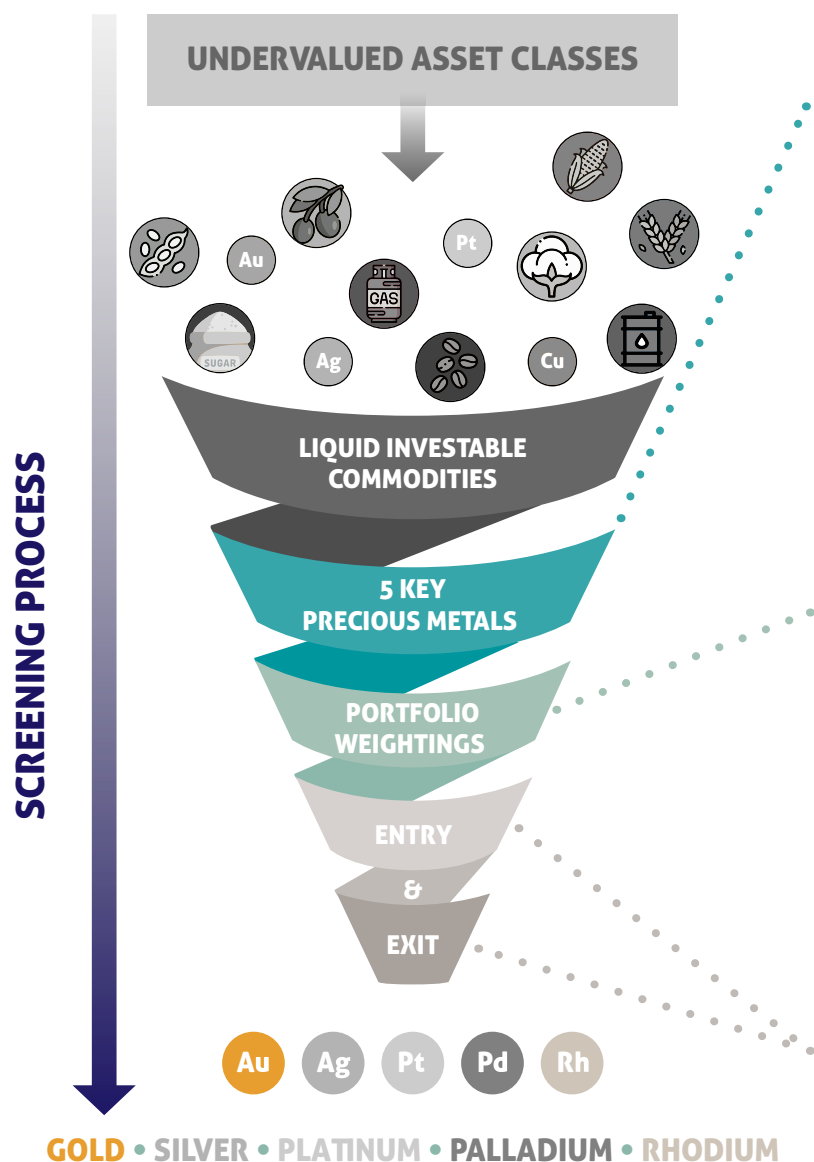 UNDERVALUED ASSET CLASSES
Au
Pt
GAS
SUGAR
Ag
Cu
LIQUID INVESTABLE
COMMODITIES
5 KEY
PRECIOUS METALS
PORTFOLIO
WEIGHTINGS
ENTRY
&
EXIT
SCREENING PROCESS
Au Ag Pt Pd Rh
GOLD • SILVER • PLATINUM • PALLADIUM • RHODIUM